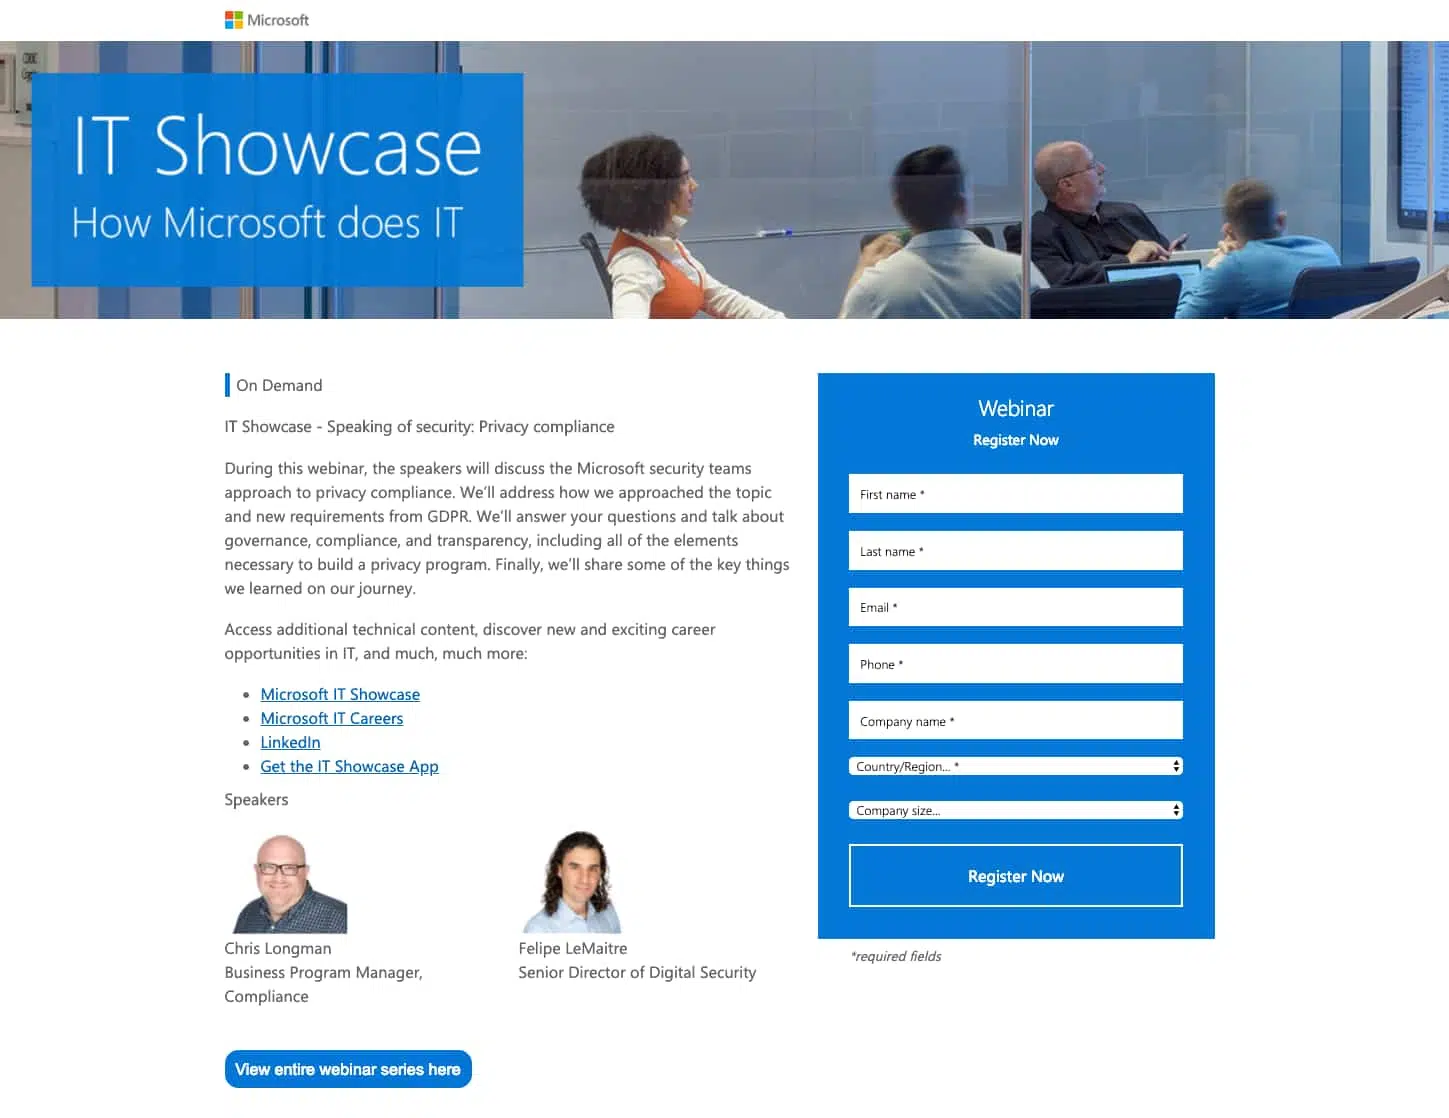 Microsoft
IT Showcase
How Microsoft does IT
On Demand
IT Showcase - Speaking of security: Privacy compliance
During this webinar, the speakers will discuss the Microsoft security teams
approach to privacy compliance. We'll address how we approached the topic
and new requirements from GDPR. We'll answer your questions and talk about
governance, compliance, and transparency, including all of the elements
necessary to build a privacy program. Finally, we'll share some of the key things
we learned on our journey.
Access additional technical content, discover new and exciting career
opportunities in IT, and much, much more:
Microsoft IT Showcase
Microsoft IT Careers
LinkedIn
Get the IT Showcase App
Speakers
Chris Longman
Business Program Manager,
Compliance
Felipe LeMaitre
Senior Director of Digital Security
View entire webinar series here
Webinar
Register Now
First name *
Last name *
Email *
Phone *
Company name *
Country/Region... *
Company size...
Register Now
*required fields